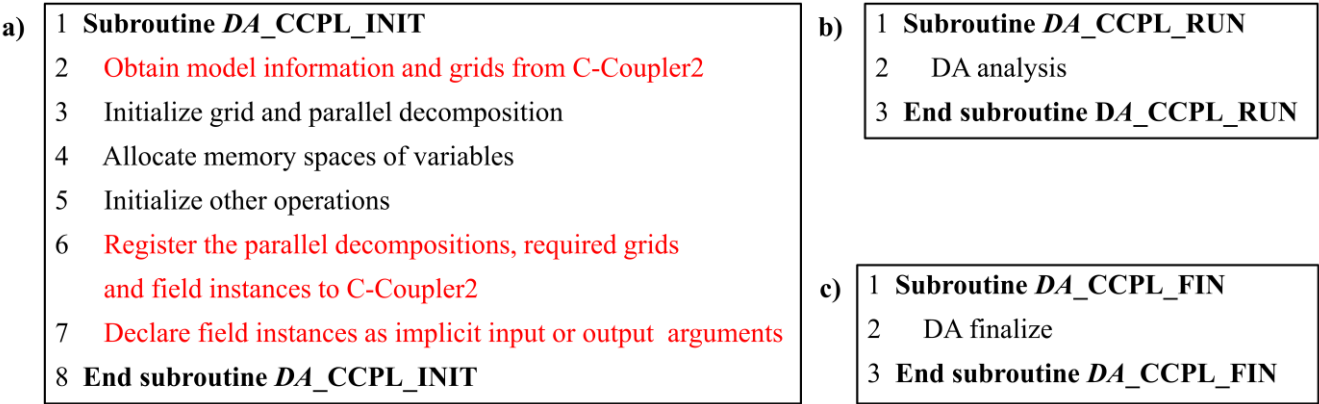 a)
1 Subroutine DA_CCPL_INIT
2 Obtain model information and grids from C-Coupler2
3 Initialize grid and parallel decomposition
4 Allocate memory spaces of variables
5 Initialize other operations
6 Register the parallel decompositions, required grids
and field instances to C-Coupler2
7 Declare field instances as implicit input or output arguments
8 End subroutine DA_CCPL_INIT
b)
1 Subroutine DA_CCPL_RUN
2 DA analysis
3 End subroutine DA_CCPL_RUN
c)
1 Subroutine DA_CCPL_FIN
2 DA finalize
3 End subroutine DA_CCPL_FIN